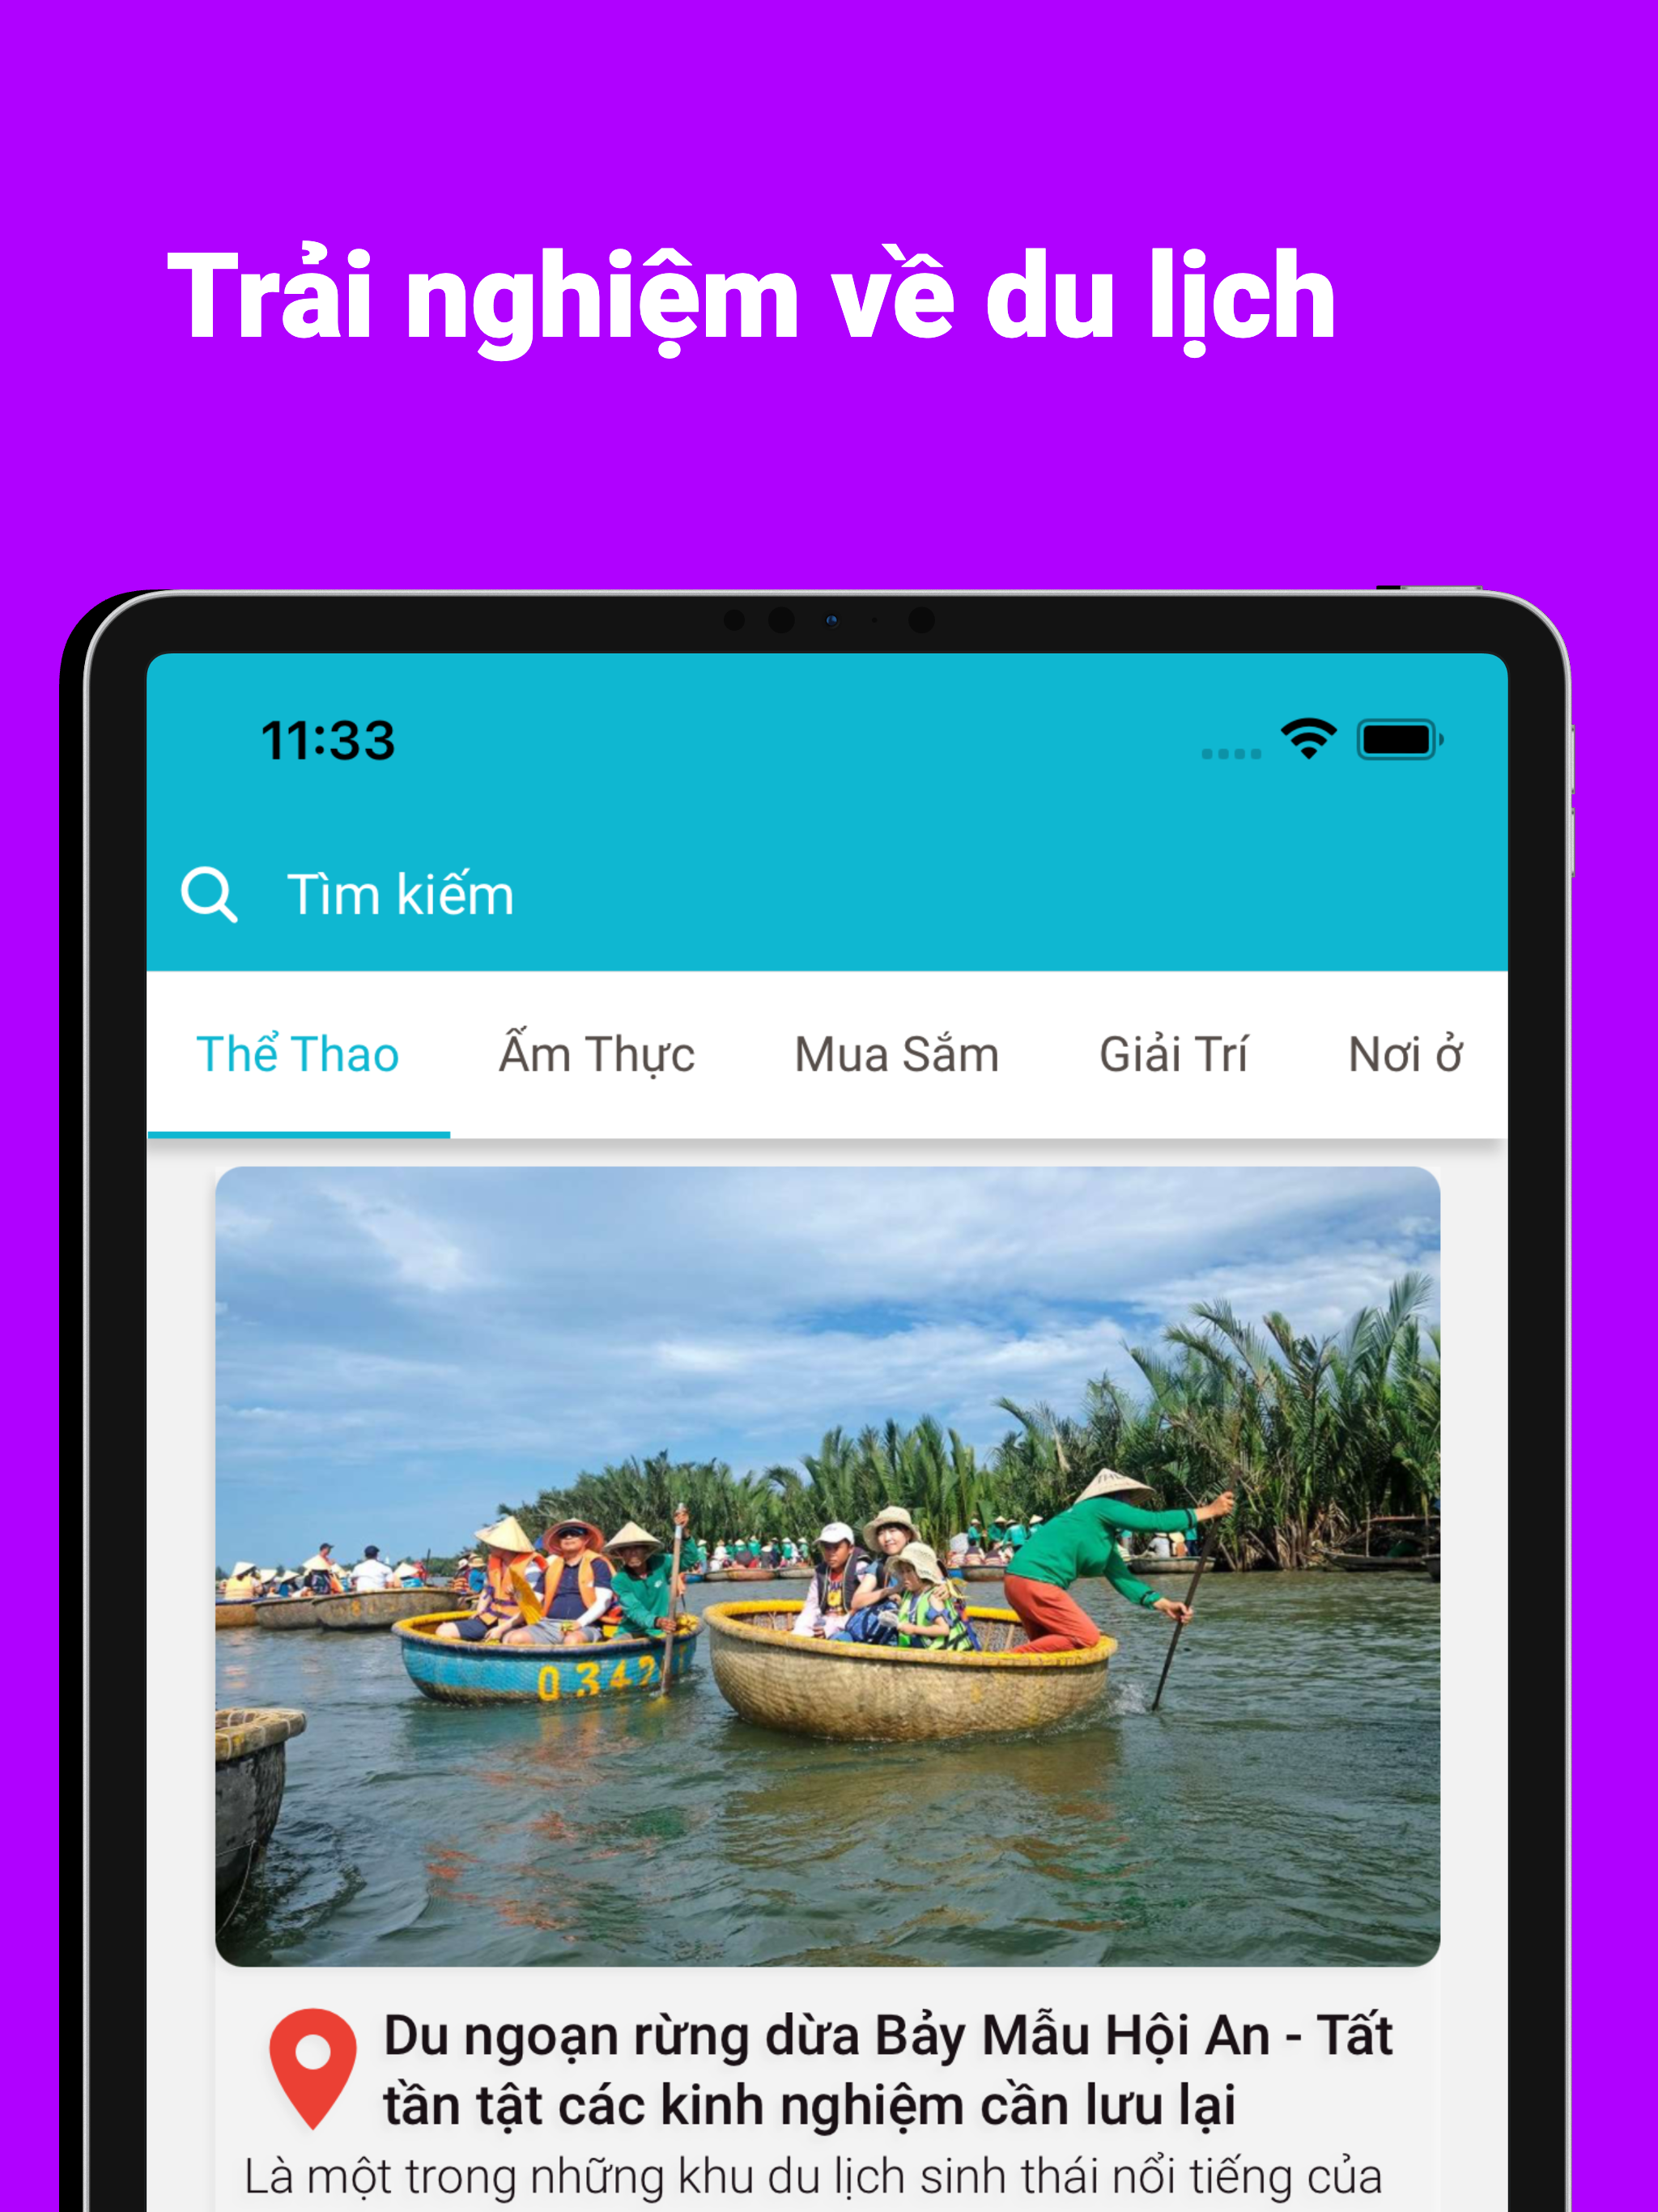 Trải nghiệm về du lịch
11:33
Tìm kiếm
Thể Thao Ẩm Thực Mua Sắm Giải Trí Nơi ở
0342
Du ngoạn rừng dừa Bảy Mẫu Hội An - Tất
tần tật các kinh nghiệm cần lưu lại
Là một trong những khu du lịch sinh thái nổi tiếng của